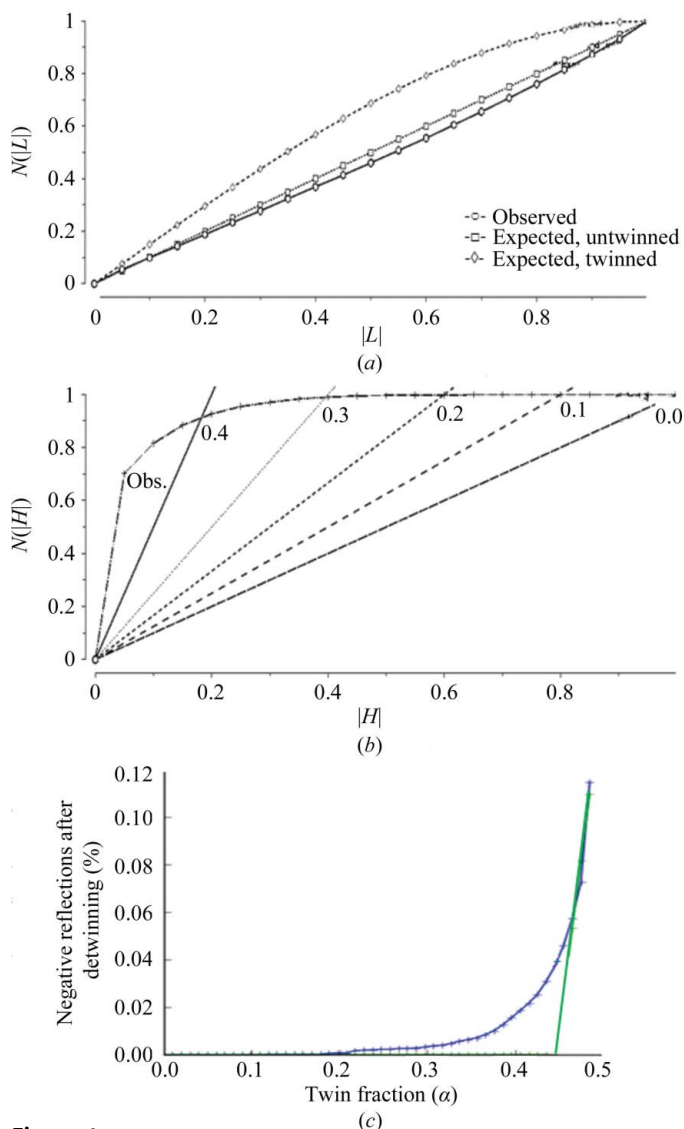 1
0.8
0.6
0.4
0.2
0
N(|L|)
Observed
Expected, untwinned
Expected, twinned
0 0.2 0.4 0.6 0.8
|L|
(a)
1
0.8
0.6
0.4
0.2
0
N(|H|)
Obs.
0.4
0.3
0.2
0.1
0.0
0 0.2 0.4 0.6 0.8
|H|
(b)
0.12
0.10
0.08
0.06
0.04
0.02
0.00
Negative reflections after
detwinning (%)
0.0 0.1 0.2 0.3 0.4 0.5
Twin fraction (α)
(c)